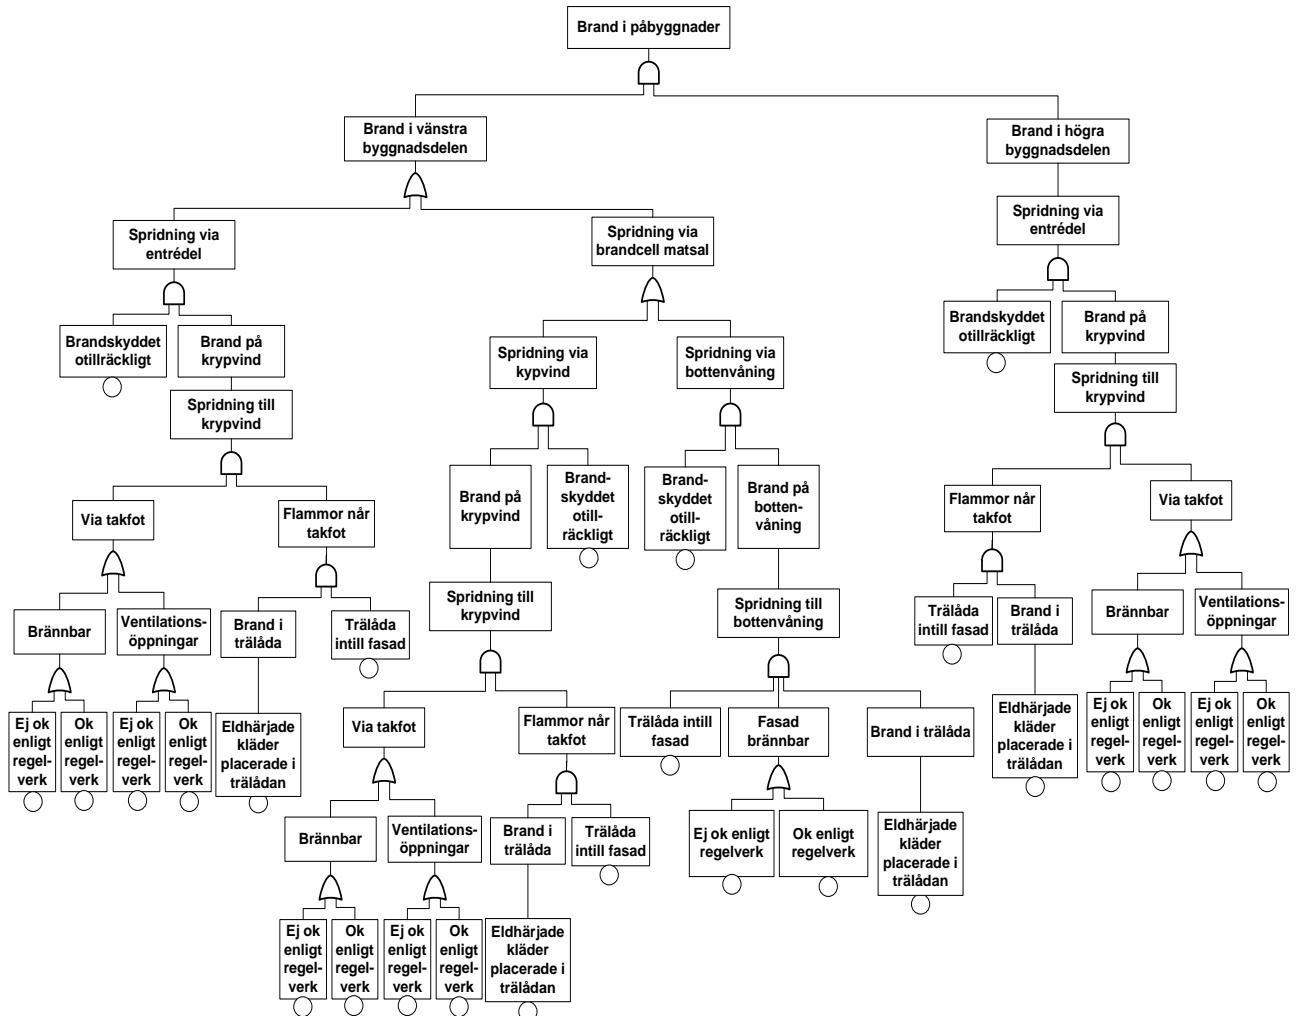 Brand i påbyggnader
Brand i vänstra
byggnadsdelen
Brand i högra
byggnadsdelen
Spridning via
entrédel
Spridning via
brandcell matsal
Spridning via
entrédel
Brandskyddet
otillräckligt
Brand på
krypvind
Spridning via
kypvind
Spridning via
bottenvåning
Brandskyddet
otillräckligt
Brand på
krypvind
Spridning till
krypvind
Spridning till
krypvind
Brand på
krypvind
Brand-
skyddet
otill-
räckligt
Brand-
skyddet
otill-
räckligt
Brand på
botten-
våning
Via takfot
Flammor når
takfot
Flammor når
takfot
Via takfot
Spridning till
krypvind
Spridning till
bottenvåning
Brännbar
Ventilations-
öppningar
Brand i
trälåda
Trälåda
intill fasad
Trälåda
intill fasad
Brand i
trälåda
Brännbar
Ventilations-
öppningar
Ej ok
enligt
regel-
verk
Ok
enligt
regel-
verk
Ej ok
enligt
regel-
verk
Ok
enligt
regel-
verk
Eldhärjade
kläder
placerade i
trälådan
Via takfot
Flammor når
takfot
Trälåda intill
fasad
Fasad
brännbar
Brand i trälåda
Eldhärjade
kläder
placerade i
trälådan
Ej ok
enligt
regel-
verk
Ok
enligt
regel-
verk
Ej ok
enligt
regel-
verk
Ok
enligt
regel-
verk
Brännbar
Ventilations-
öppningar
Brand i
trälåda
Trälåda
intill fasad
Ej ok enligt
regelverk
Ok enligt
regelverk
Eldhärjade
kläder
placerade i
trälådan
Ej ok
enligt
regel-
verk
Ok
enligt
regel-
verk
Ej ok
enligt
regel-
verk
Ok
enligt
regel-
verk
Eldhärjade
kläder
placerade i
trälådan